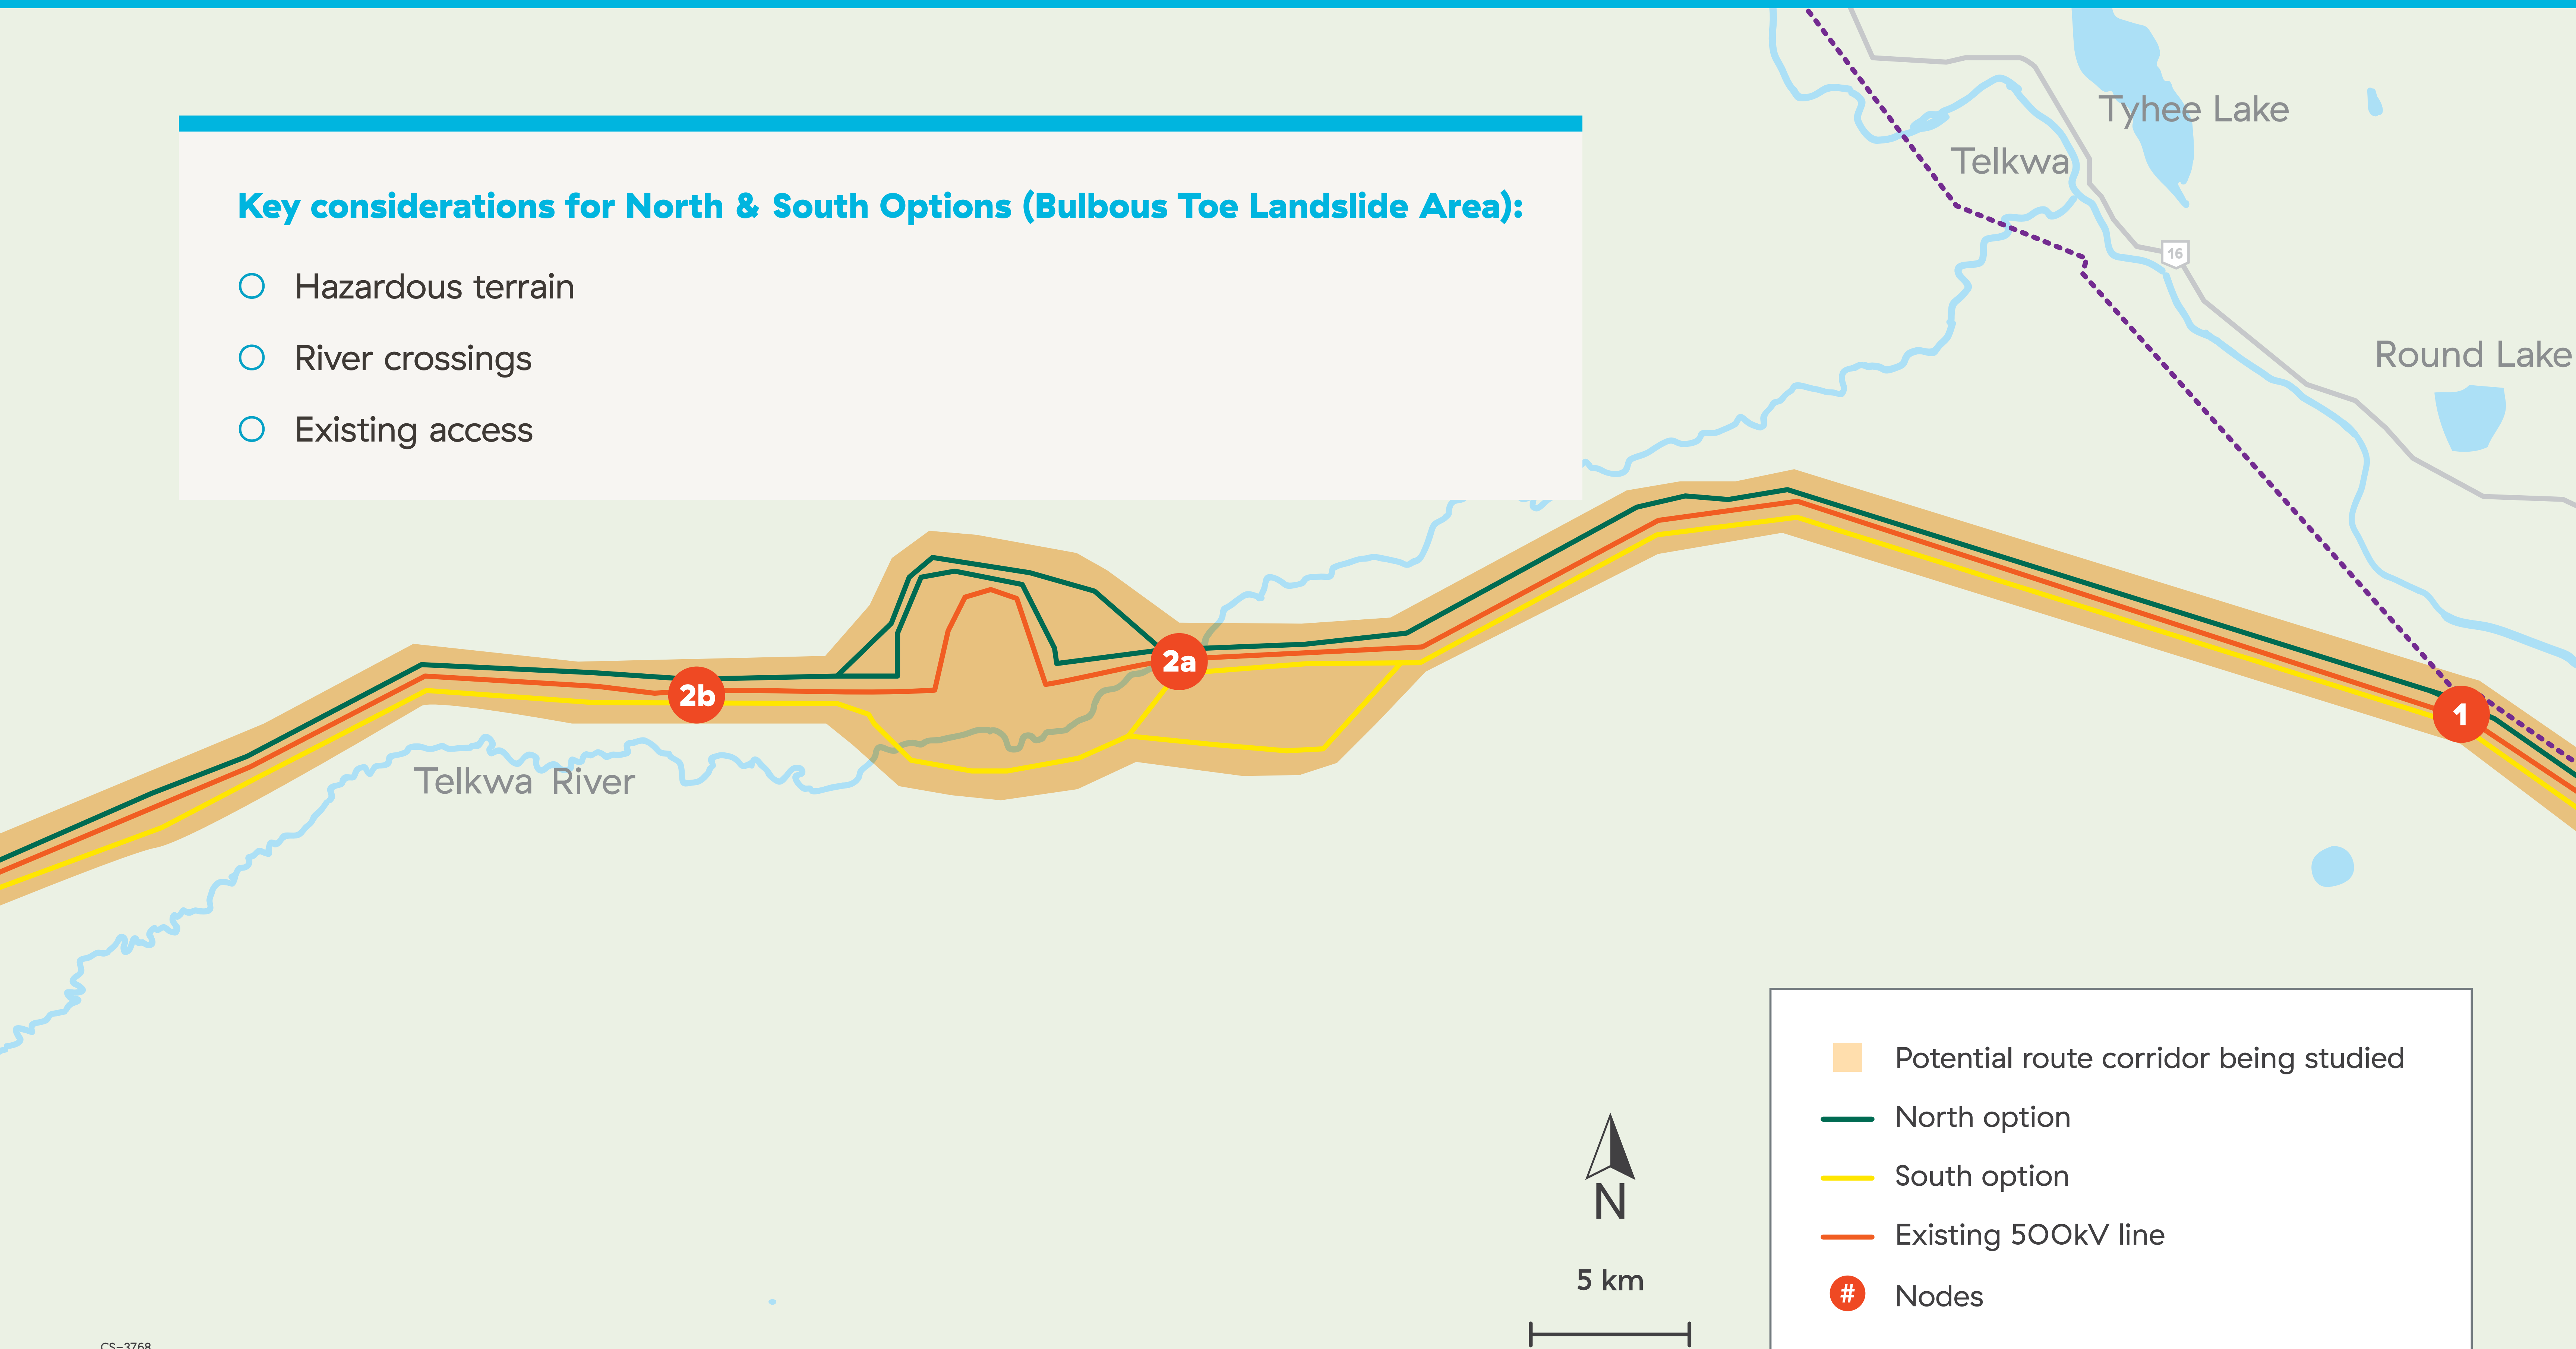 Key considerations for North & South Options (Bulbous Toe Landslide Area):
Hazardous terrain
River crossings
Existing access
Tyhee Lake
Telkwa
16
Round Lake
2a
2b
1
Telkwa River
Potential route corridor being studied
North option
South option
Existing 500kV line
# Nodes
N
5 km
CS-3768